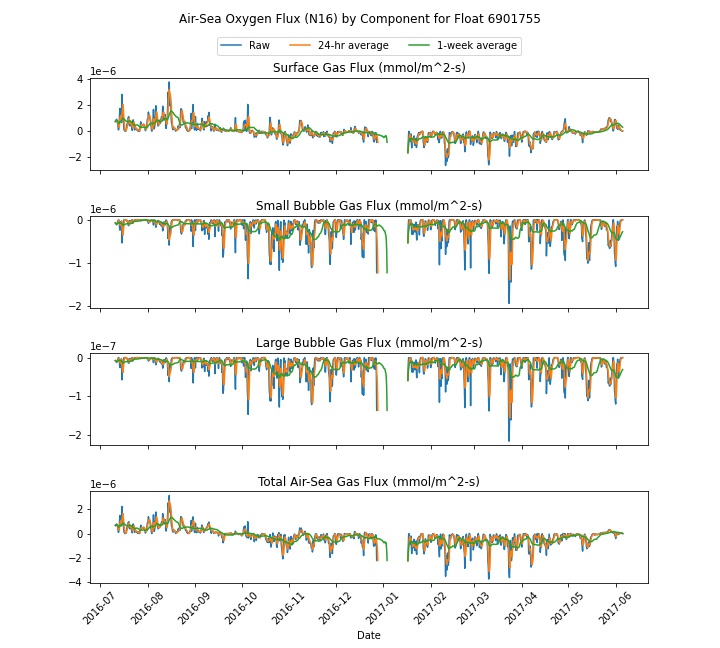 Air-Sea Oxygen Flux (N16) by Component for Float 6901755
Raw 24-hr average 1-week average
Surface Gas Flux (mmol/m^2-s)
1e−6
4
2
0
−2
Small Bubble Gas Flux (mmol/m^2-s)
1e−6
0
−1
−2
Large Bubble Gas Flux (mmol/m^2-s)
1e−7
0
−1
−2
Total Air-Sea Gas Flux (mmol/m^2-s)
1e−6
2
0
−2
−4
2016-07 2016-08 2016-09 2016-10 2016-11 2016-12 2017-01 2017-02 2017-03 2017-04 2017-05 2017-06
Date